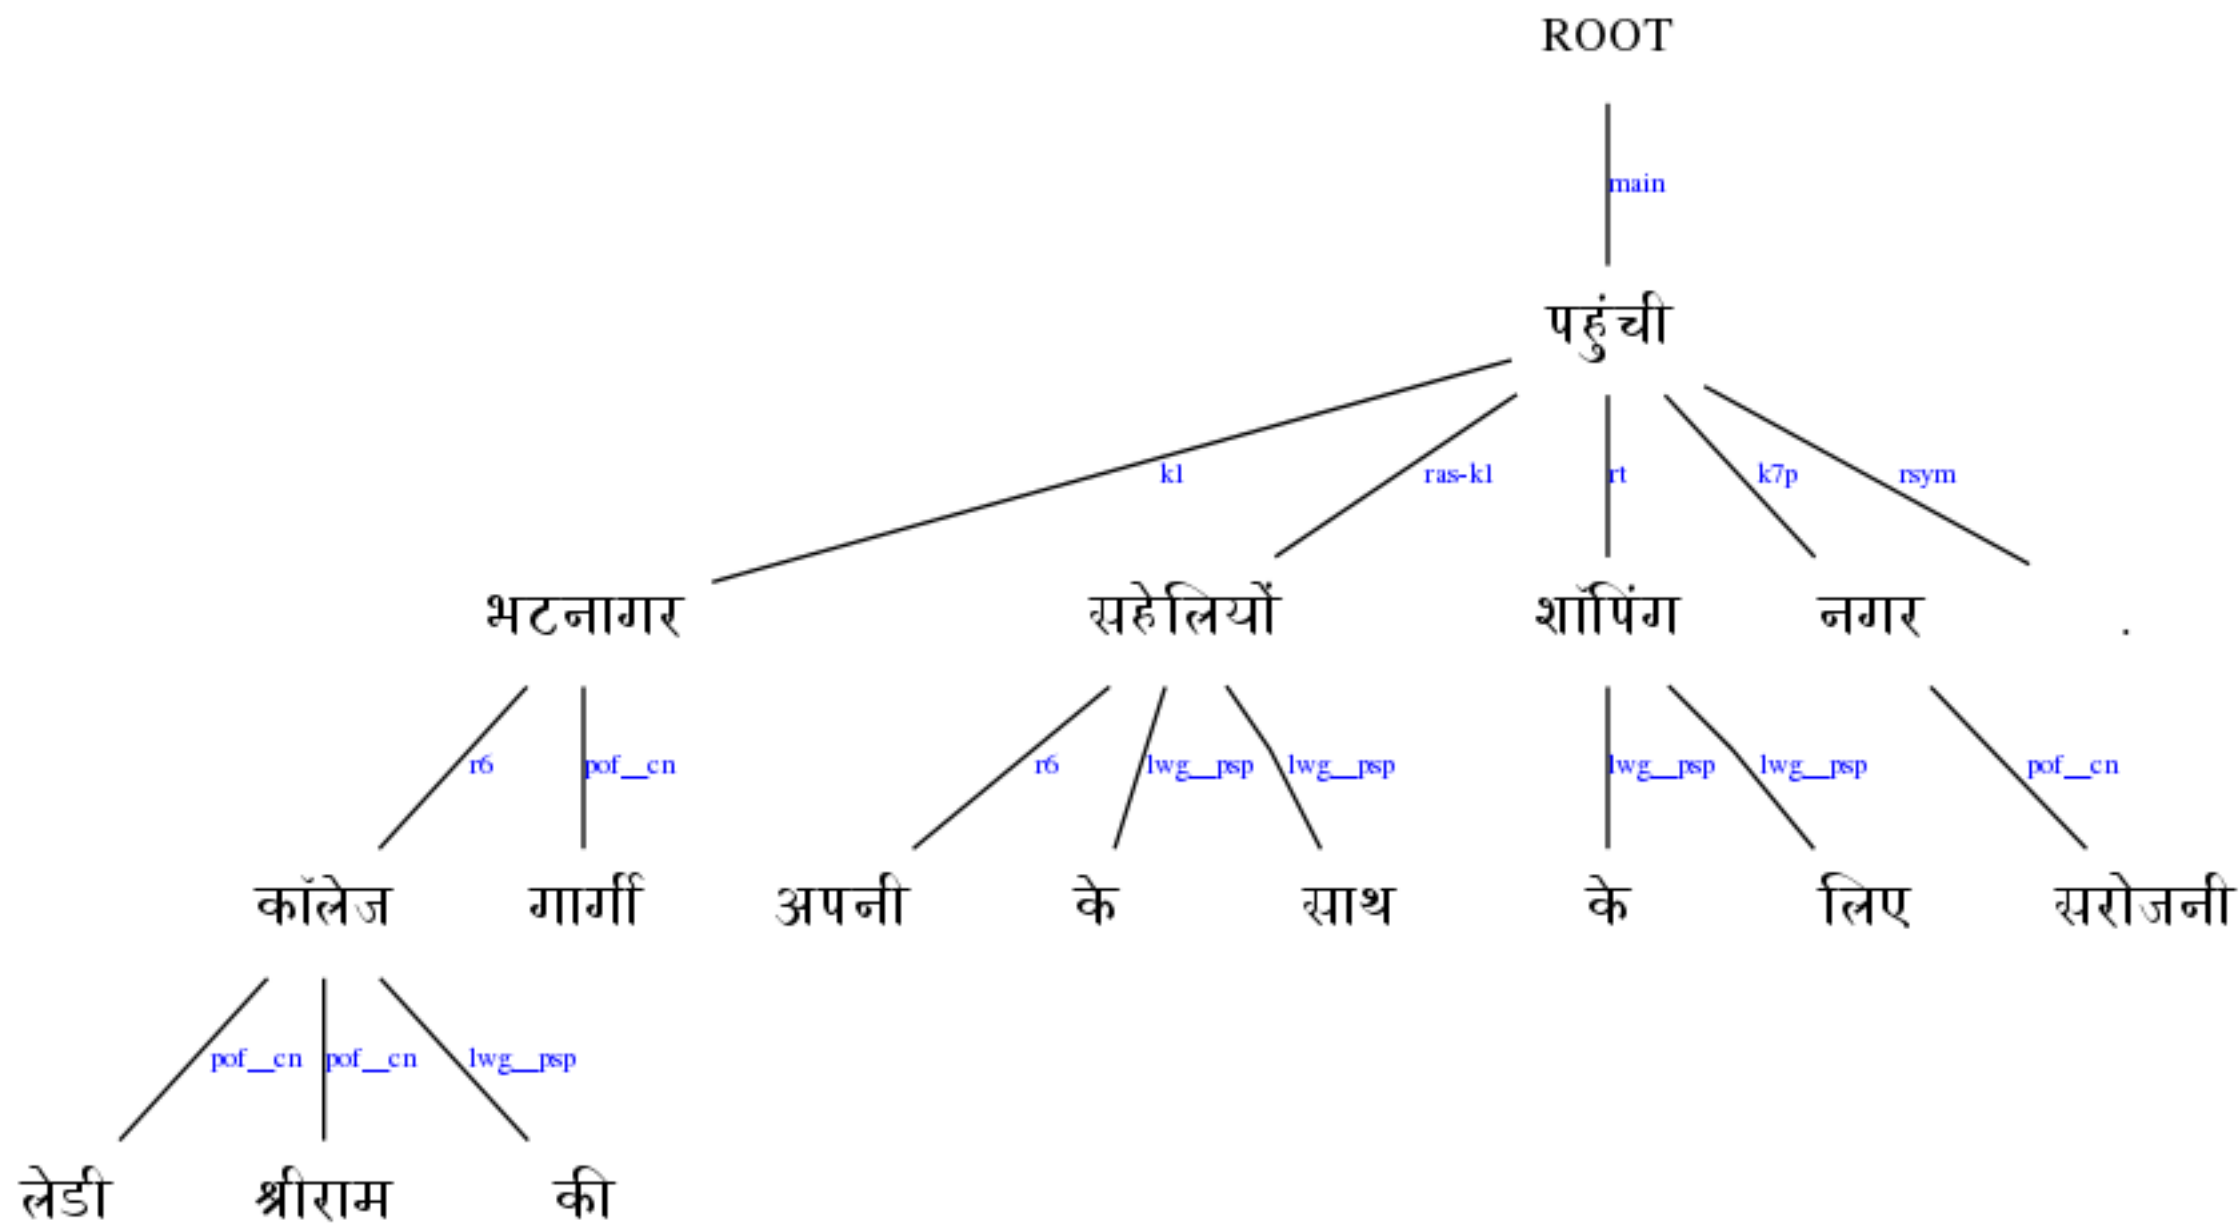 ROOT
main
पहुंची
k1 ras-k1 rt k7p rsym
भटनागर सहेलियों शॉपिंग नगर .
r6 pof__cn r6 lwg__psp lwg__psp lwg__psp lwg__psp pof__cn
कॉलेज गार्गी अपनी के साथ के लिए सरोजनी
pof__cn pof__cn lwg__psp
लेडी श्रीराम की